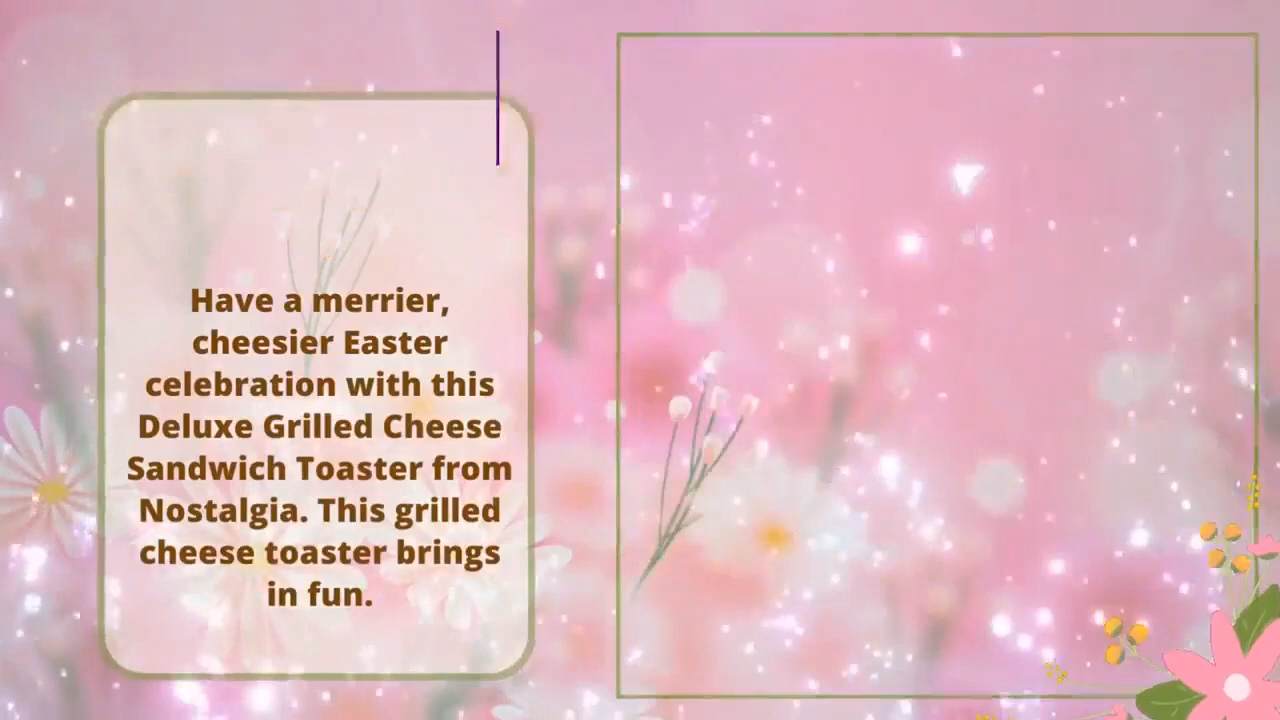 Have a merrier,
cheesier Easter
celebration with this
Deluxe Grilled Cheese
Sandwich Toaster from
Nostalgia. This grilled
cheese toaster brings
in fun.